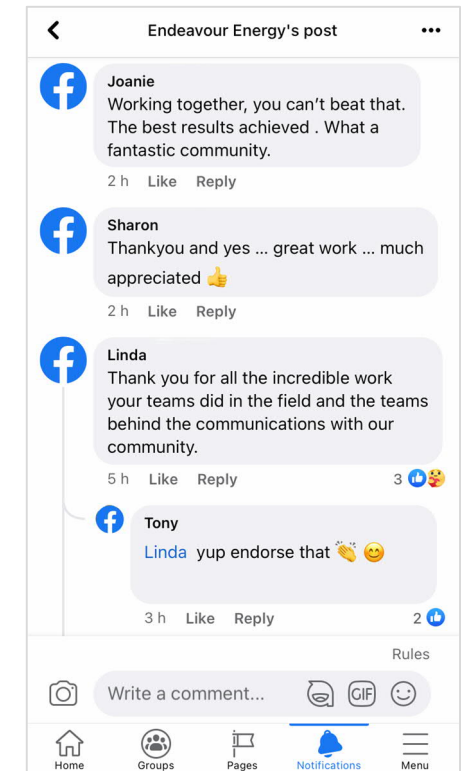 Endeavour Energy's post
Joanie
Working together, you can't beat that.
The best results achieved . What a
fantastic community.
2 h Like Reply
Sharon
Thankyou and yes ... great work ... much
appreciated 👍
2 h Like Reply
Linda
Thank you for all the incredible work
your teams did in the field and the teams
behind the communications with our
community.
5 h Like Reply 3
Tony
Linda yup endorse that 👏 😊
3 h Like Reply 2
Rules
Write a comment... GIF
Home Groups Pages Notifications Menu